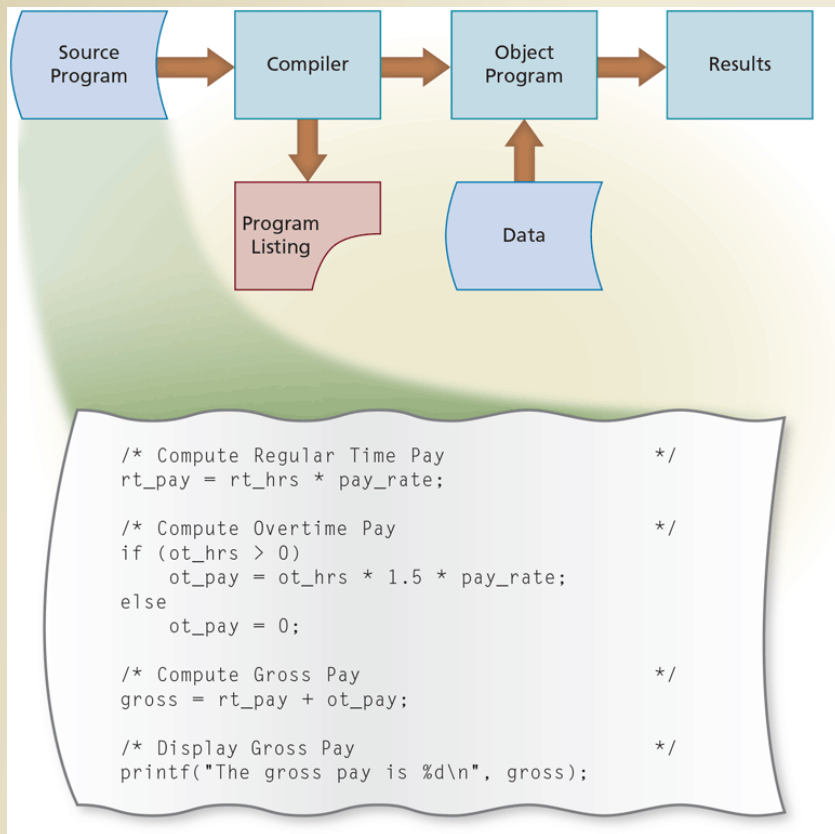 Source
Program
Compiler
Object
Program
Results
Program
Listing
Data
/* Compute Regular Time Pay */
rt_pay = rt_hrs * pay_rate;
/* Compute Overtime Pay */
if (ot_hrs > 0)
ot_pay = ot_hrs * 1.5 * pay_rate;
else
ot_pay = 0;
/* Compute Gross Pay */
gross = rt_pay + ot_pay;
/* Display Gross Pay */
printf("The gross pay is %d\n", gross);